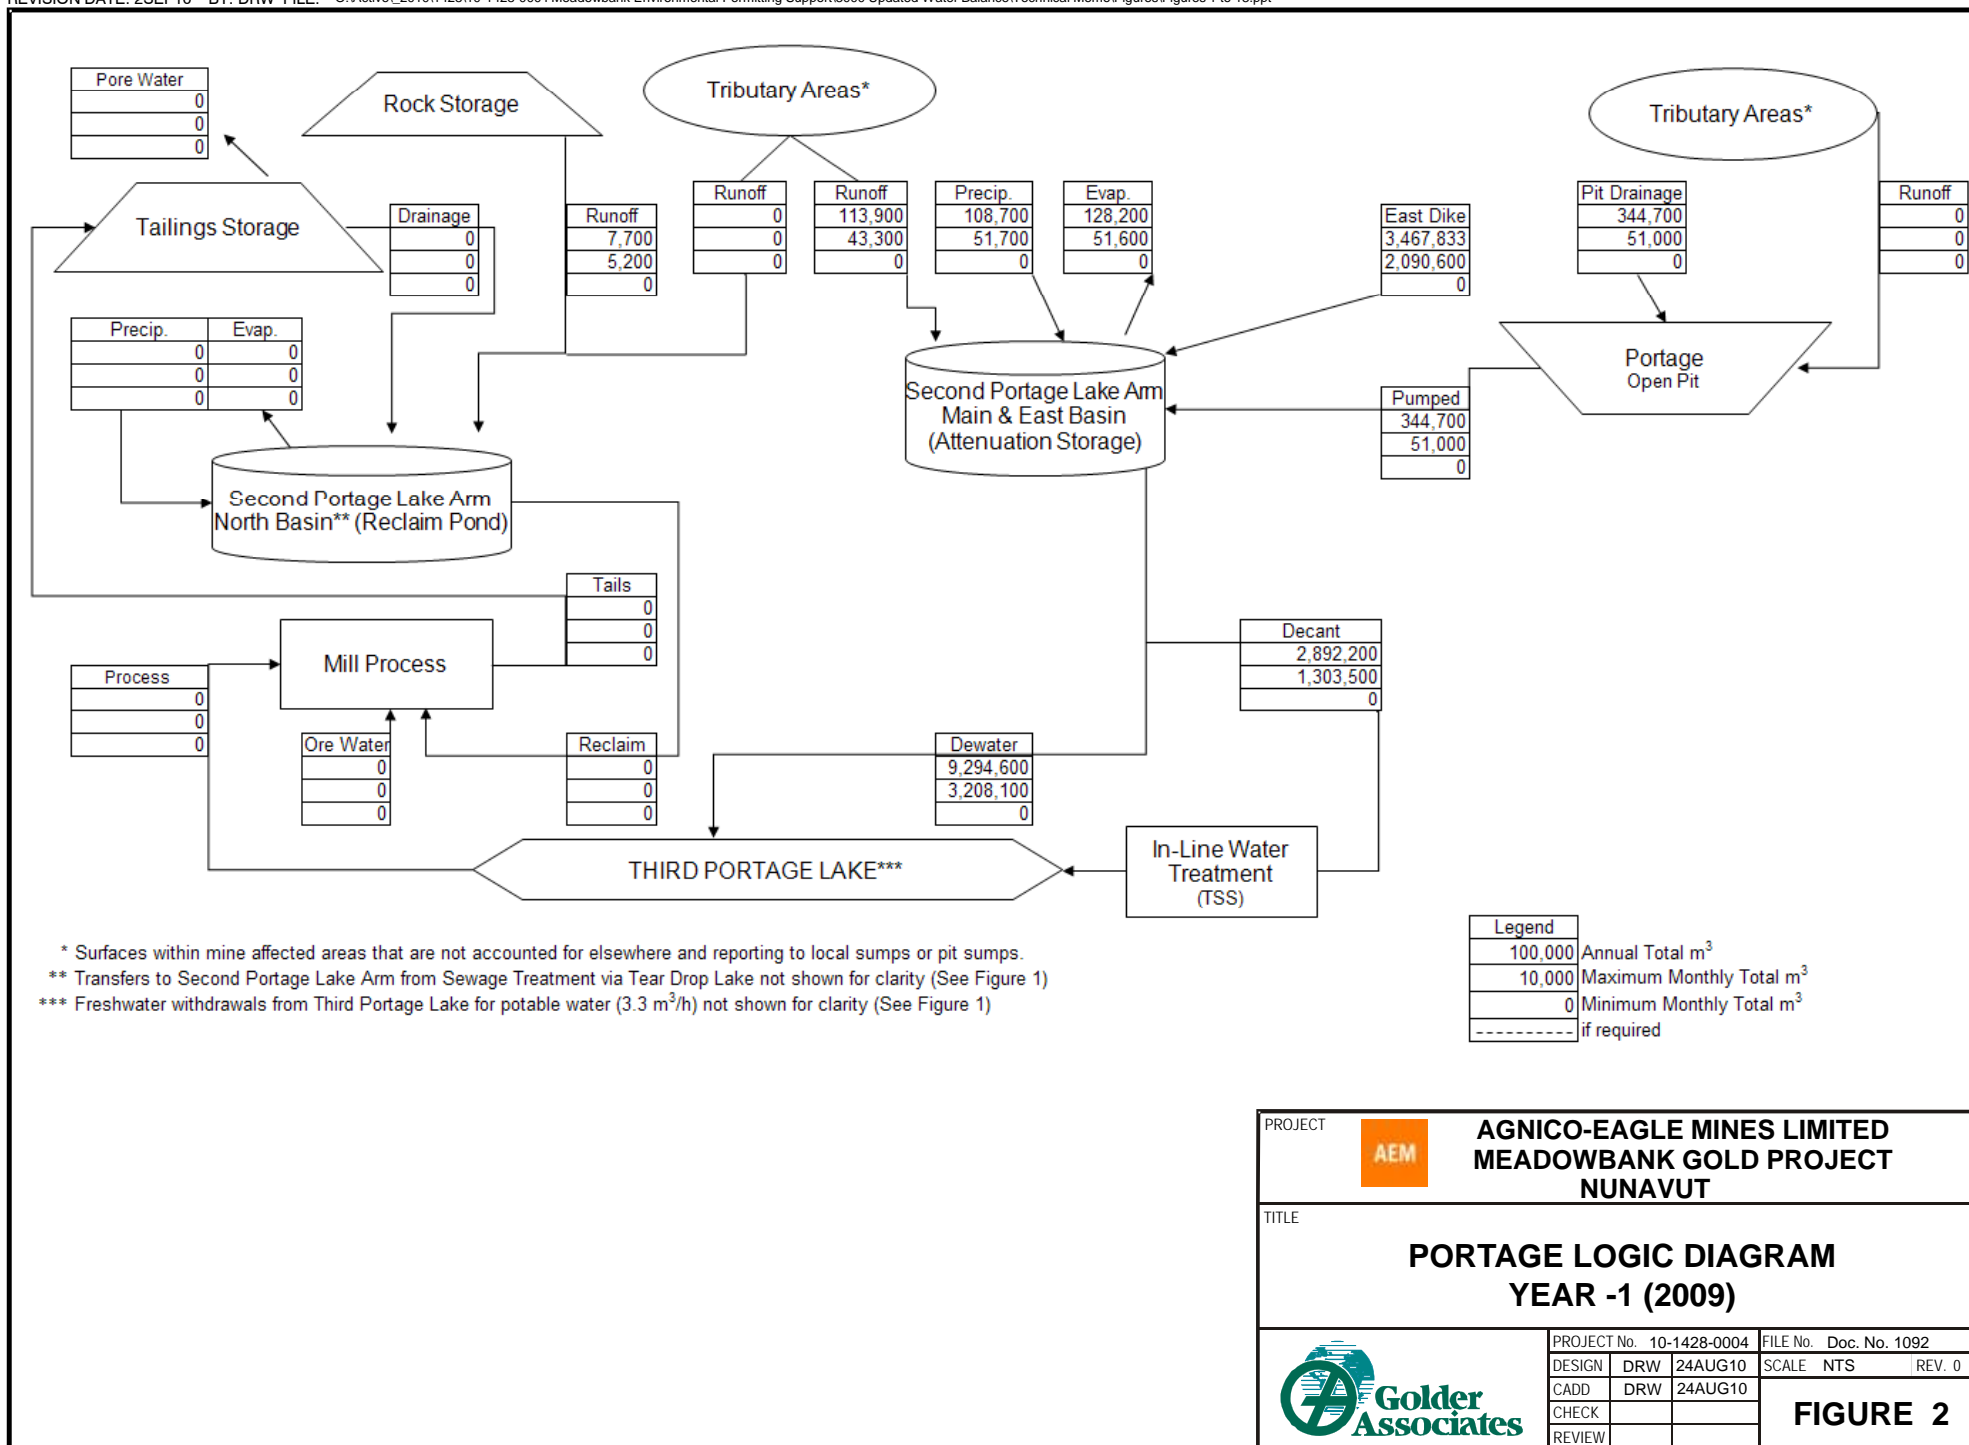 REVISION DATE: 2SEP10 BY: DRW FILE:
Pore Water
0
0
0
Rock Storage
Tributary Areas*
Tributary Areas*
Tailings Storage
Drainage
0
0
0
Runoff
7,700
5,200
0
Runoff
0
0
0
Runoff
113,900
43,300
0
Precip.
108,700
51,700
0
Evap.
128,200
51,600
0
East Dike
3,467,833
2,090,600
0
Pit Drainage
344,700
51,000
0
Runoff
0
0
0
Precip. Evap.
0 0
0 0
0 0
Portage
Open Pit
Second Portage Lake Arm
Main & East Basin
(Attenuation Storage)
Pumped
344,700
51,000
0
Second Portage Lake Arm
North Basin** (Reclaim Pond)
Tails
0
0
0
Mill Process
Process
0
0
0
Decant
2,892,200
1,303,500
0
Ore Water
0
0
0
Reclaim
0
0
0
Dewater
9,294,600
3,208,100
0
THIRD PORTAGE LAKE***
In-Line Water
Treatment
(TSS)
* Surfaces within mine affected areas that are not accounted for elsewhere and reporting to local sumps or pit sumps.
** Transfers to Second Portage Lake Arm from Sewage Treatment via Tear Drop Lake not shown for clarity (See Figure 1)
*** Freshwater withdrawals from Third Portage Lake for potable water (3.3 m³/h) not shown for clarity (See Figure 1)
Legend
100,000 Annual Total m³
10,000 Maximum Monthly Total m³
0 Minimum Monthly Total m³
---------- if required
PROJECT
AEM
AGNICO-EAGLE MINES LIMITED
MEADOWBANK GOLD PROJECT
NUNAVUT
TITLE
PORTAGE LOGIC DIAGRAM
YEAR -1 (2009)
Golder
Associates
PROJECT No. 10-1428-0004 FILE No. Doc. No. 1092
DESIGN DRW 24AUG10 SCALE NTS REV. 0
CADD DRW 24AUG10
CHECK
REVIEW
FIGURE 2